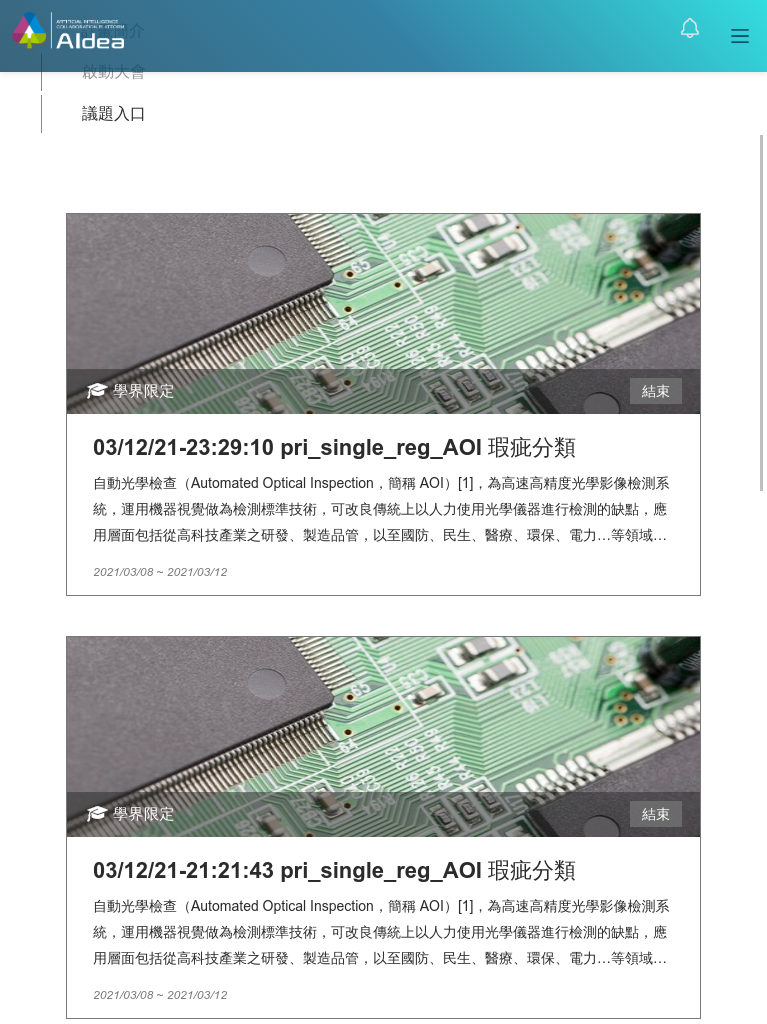 ARTIFICIAL INTELLIGENCE
COLLABORATION PLATFORM
AIdea
啟動大會
議題入口
學界限定
結束
03/12/21-23:29:10 pri_single_reg_AOI 瑕疵分類
自動光學檢查（Automated Optical Inspection，簡稱 AOI）[1]，為高速高精度光學影像檢測系
統，運用機器視覺做為檢測標準技術，可改良傳統上以人力使用光學儀器進行檢測的缺點，應
用層面包括從高科技產業之研發、製造品管，以至國防、民生、醫療、環保、電力…等領域…
2021/03/08 ~ 2021/03/12
學界限定
結束
03/12/21-21:21:43 pri_single_reg_AOI 瑕疵分類
自動光學檢查（Automated Optical Inspection，簡稱 AOI）[1]，為高速高精度光學影像檢測系
統，運用機器視覺做為檢測標準技術，可改良傳統上以人力使用光學儀器進行檢測的缺點，應
用層面包括從高科技產業之研發、製造品管，以至國防、民生、醫療、環保、電力…等領域…
2021/03/08 ~ 2021/03/12